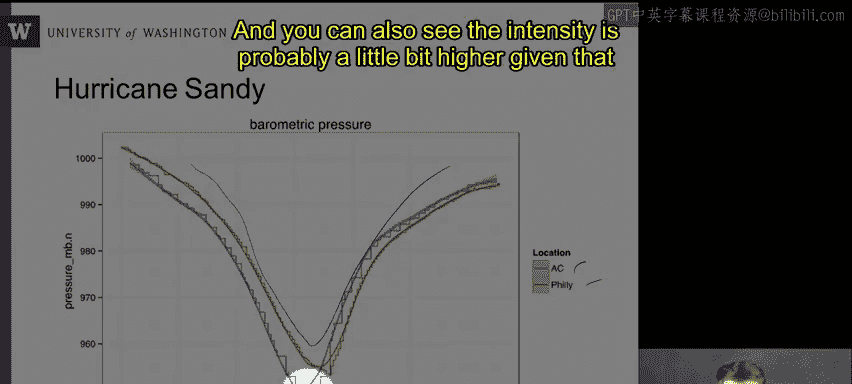 GPT中英字幕课程资源@bilibili.com
W UNIVERSITY of WASHINGTON
And you can also see the intensity is
probably a little bit higher given that
Hurricane Sandy
barometric pressure
1000
990
980
970
960
pressure_mb.n
Location
AC
Philly